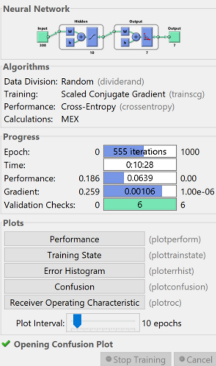 Neural Network
Hidden
Output
Input
Output
10
Algorithms
Data Division: Random (dividerand)
Training: Scaled Conjugate Gradient (trainscg)
Performance: Cross-Entropy (crossentropy)
Calculations: MEX
Progress
Epoch: 0 555 iterations 1000
Time: 0:10:28
Performance: 0.186 0.0639 0.00
Gradient: 0.259 0.00106 1.00e-06
Validation Checks: 0 6 6
Plots
Performance (plotperform)
Training State (plottrainstate)
Error Histogram (ploterrhist)
Confusion (plotconfusion)
Receiver Operating Characteristic (plotroc)
Plot Interval: 10 epochs
Opening Confusion Plot
Stop Training Cancel